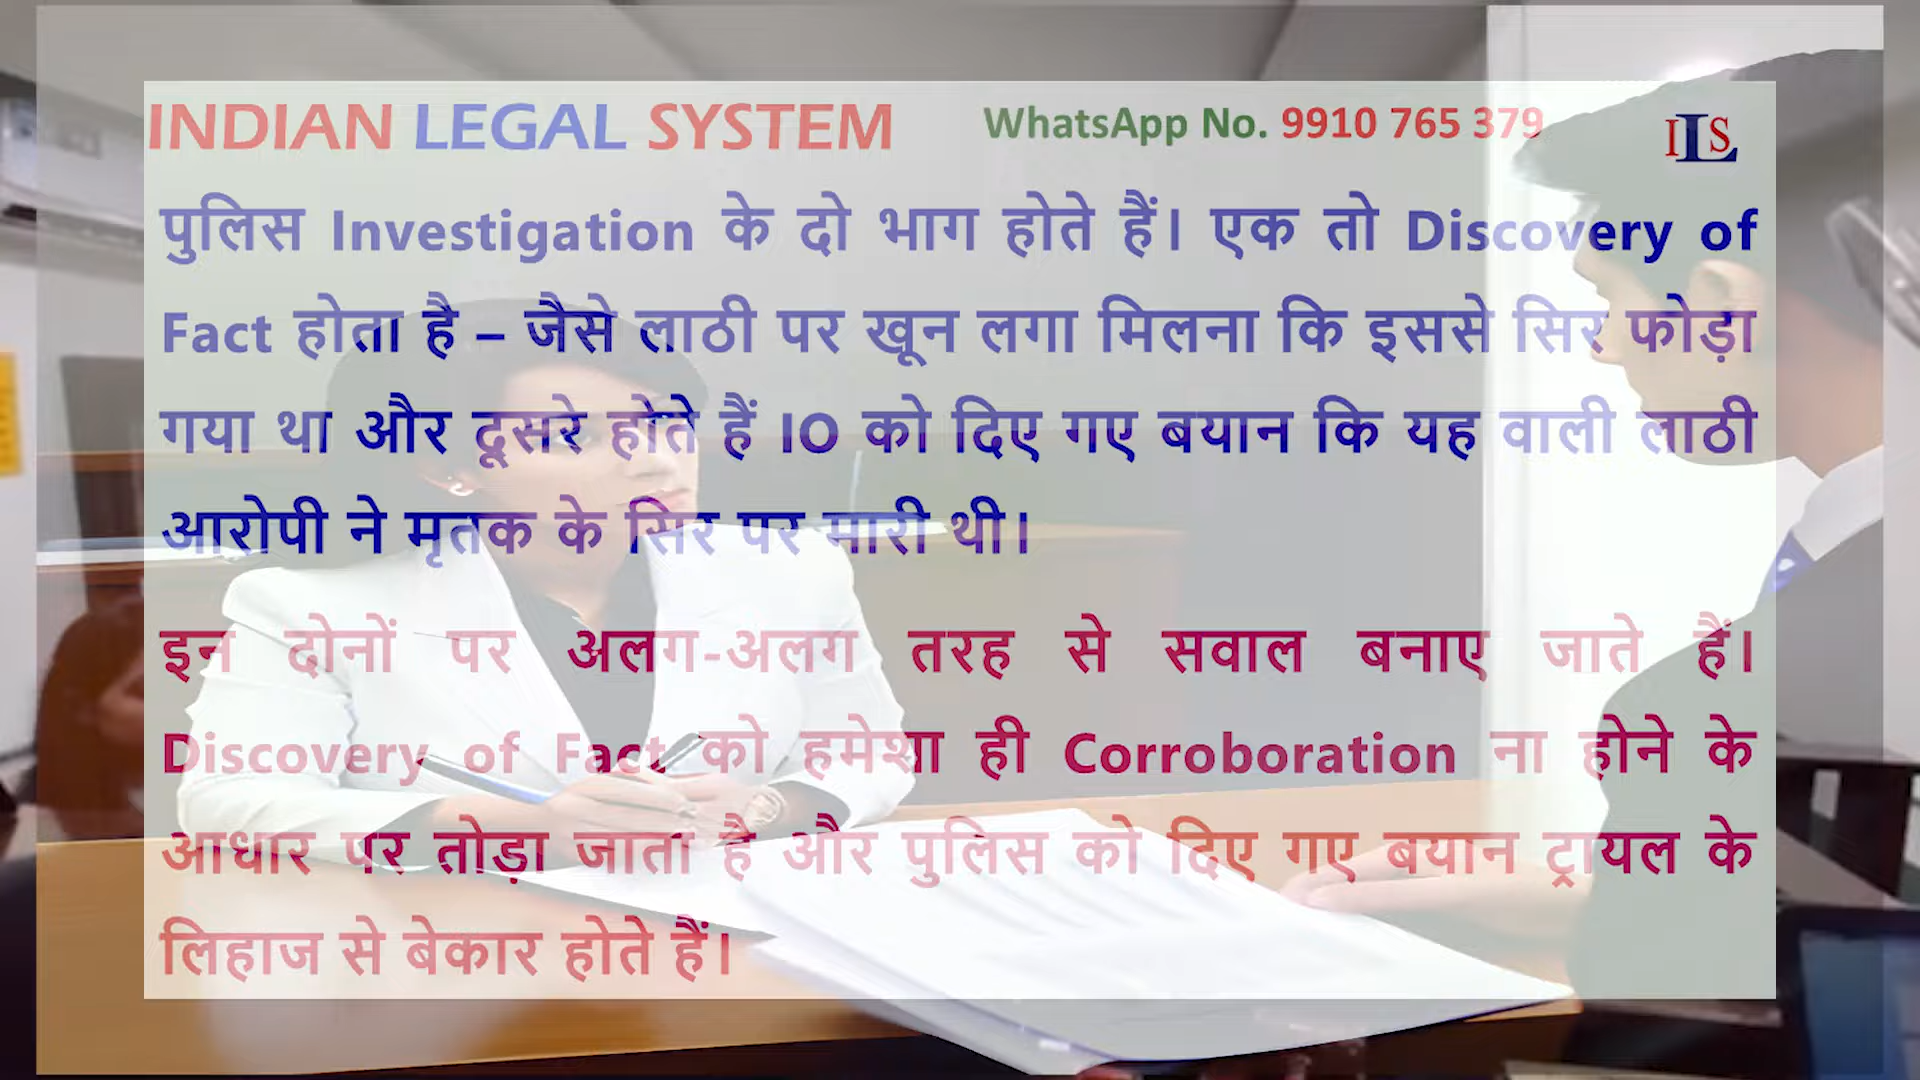 INDIAN LEGAL SYSTEM WhatsApp No. 9910 765 379 ILS
पुलिस Investigation के दो भाग होते हैं। एक तो Discovery of
Fact होता है – जैसे लाठी पर खून लगा मिलना कि इससे सिर फोड़ा
गया था और दूसरे होते हैं IO को दिए गए बयान कि यह वाली लाठी
आरोपी ने मृतक के सिर पर मारी थी।
इन दोनों पर अलग-अलग तरह से सवाल बनाए जाते हैं।
Discovery of Fact को हमेशा ही Corroboration ना होने के
आधार पर तोड़ा जाता है और पुलिस को दिए गए बयान ट्रायल के
लिहाज से बेकार होते हैं।